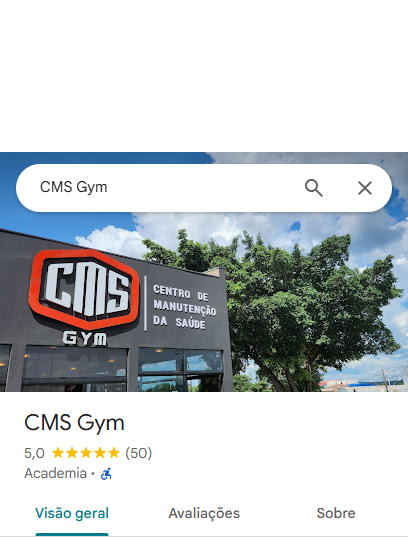 CMS Gym
CMS
GYM
CENTRO DE
MANUTENÇÃO
DA SAÚDE
CMS Gym
5,0 (50)
Academia ·
Visão geral Avaliações Sobre